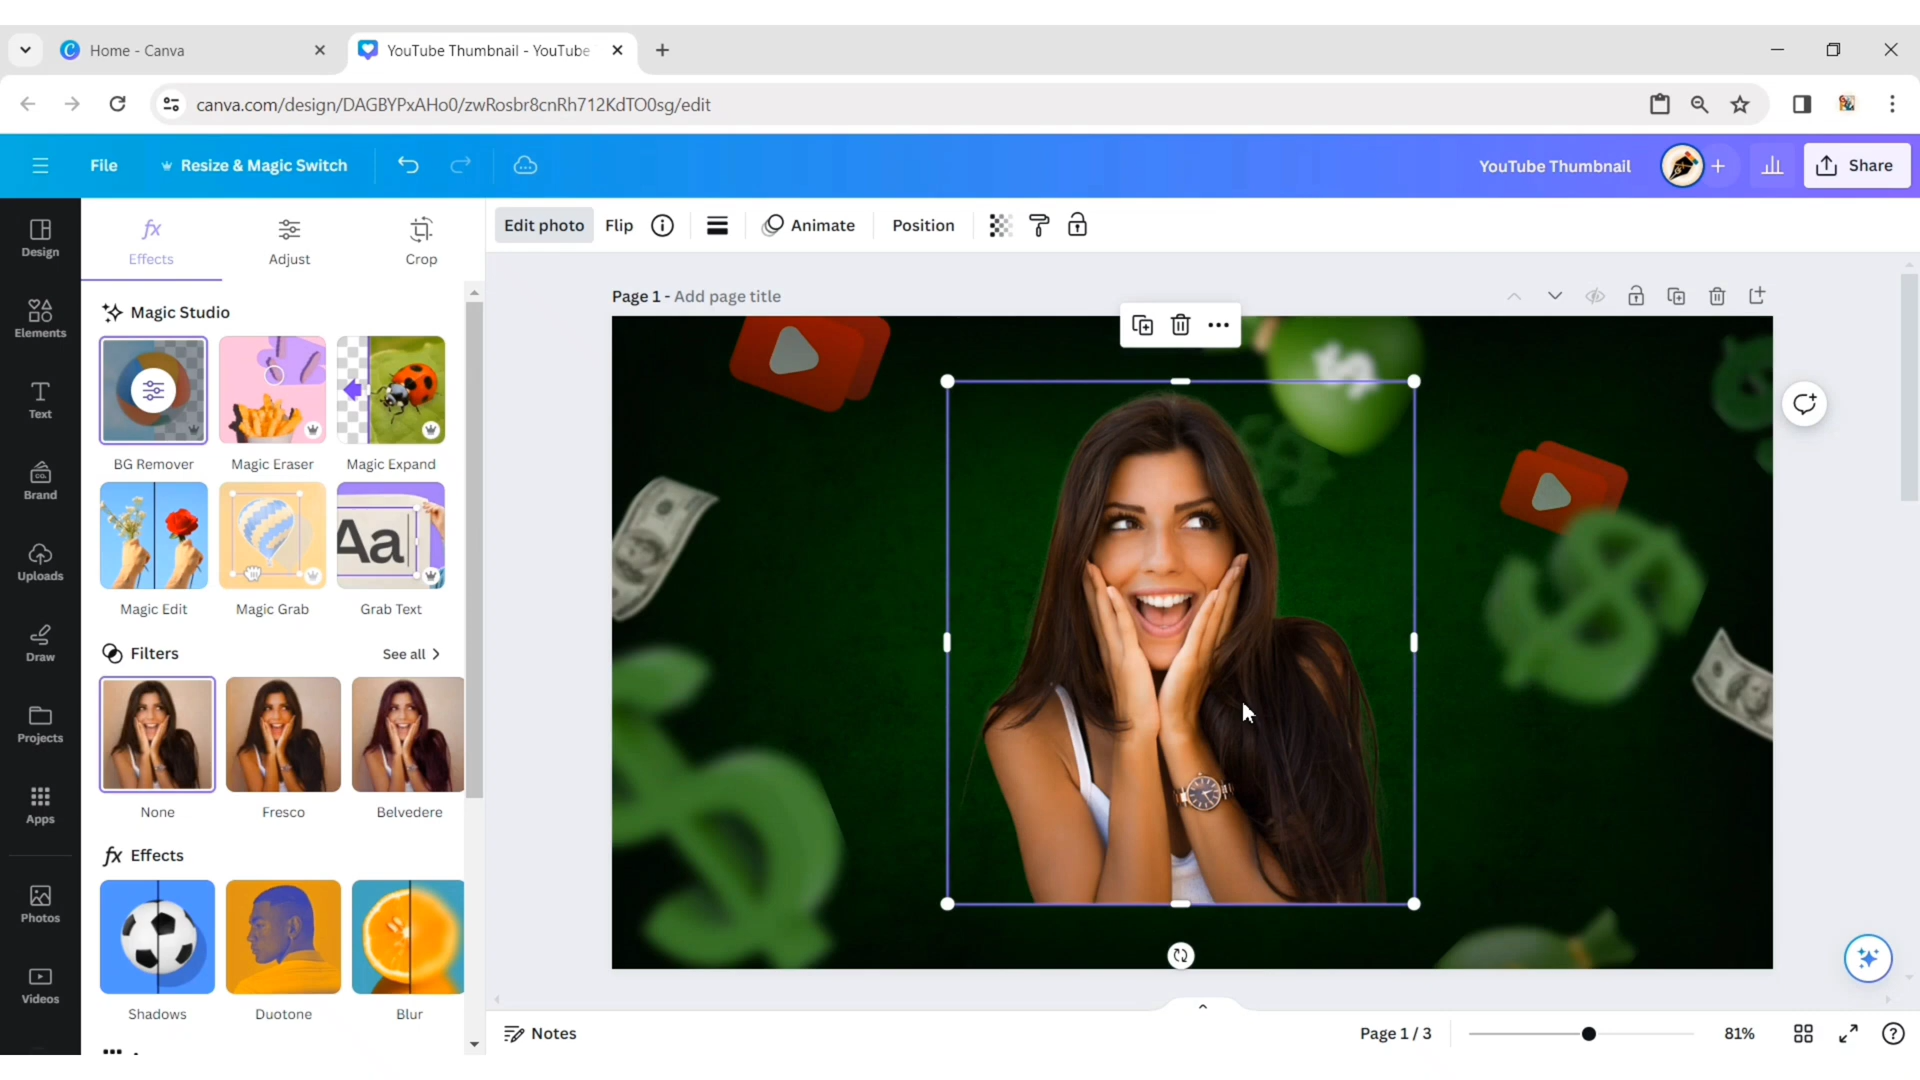 Home - Canva
YouTube Thumbnail - YouTube
canva.com/design/DAGBYPxAHo0/zwRosbr8cnRh712KdTO0sg/edit
File
Resize & Magic Switch
YouTube Thumbnail
Share
Design
Elements
Text
Brand
Uploads
Draw
Projects
Apps
Photos
Videos
Effects
Adjust
Crop
Magic Studio
BG Remover
Magic Eraser
Magic Expand
Aa
Magic Edit
Magic Grab
Grab Text
Filters
See all
None
Fresco
Belvedere
fx Effects
Shadows
Duotone
Blur
Edit photo
Flip
Animate
Position
Page 1 - Add page title
$
$
$
Notes
Page 1 / 3
81%